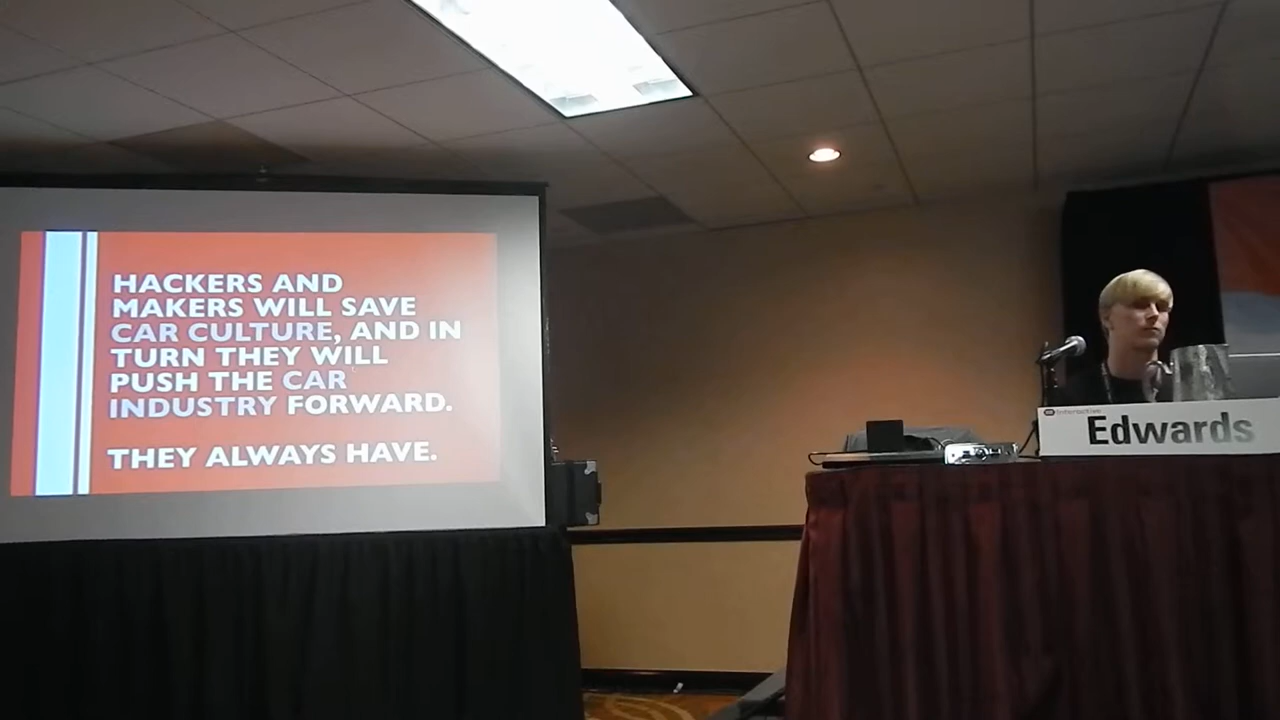 HACKERS AND
MAKERS WILL SAVE
CAR CULTURE, AND IN
TURN THEY WILL
PUSH THE CAR
INDUSTRY FORWARD.
THEY ALWAYS HAVE.
Interactive
Edwards